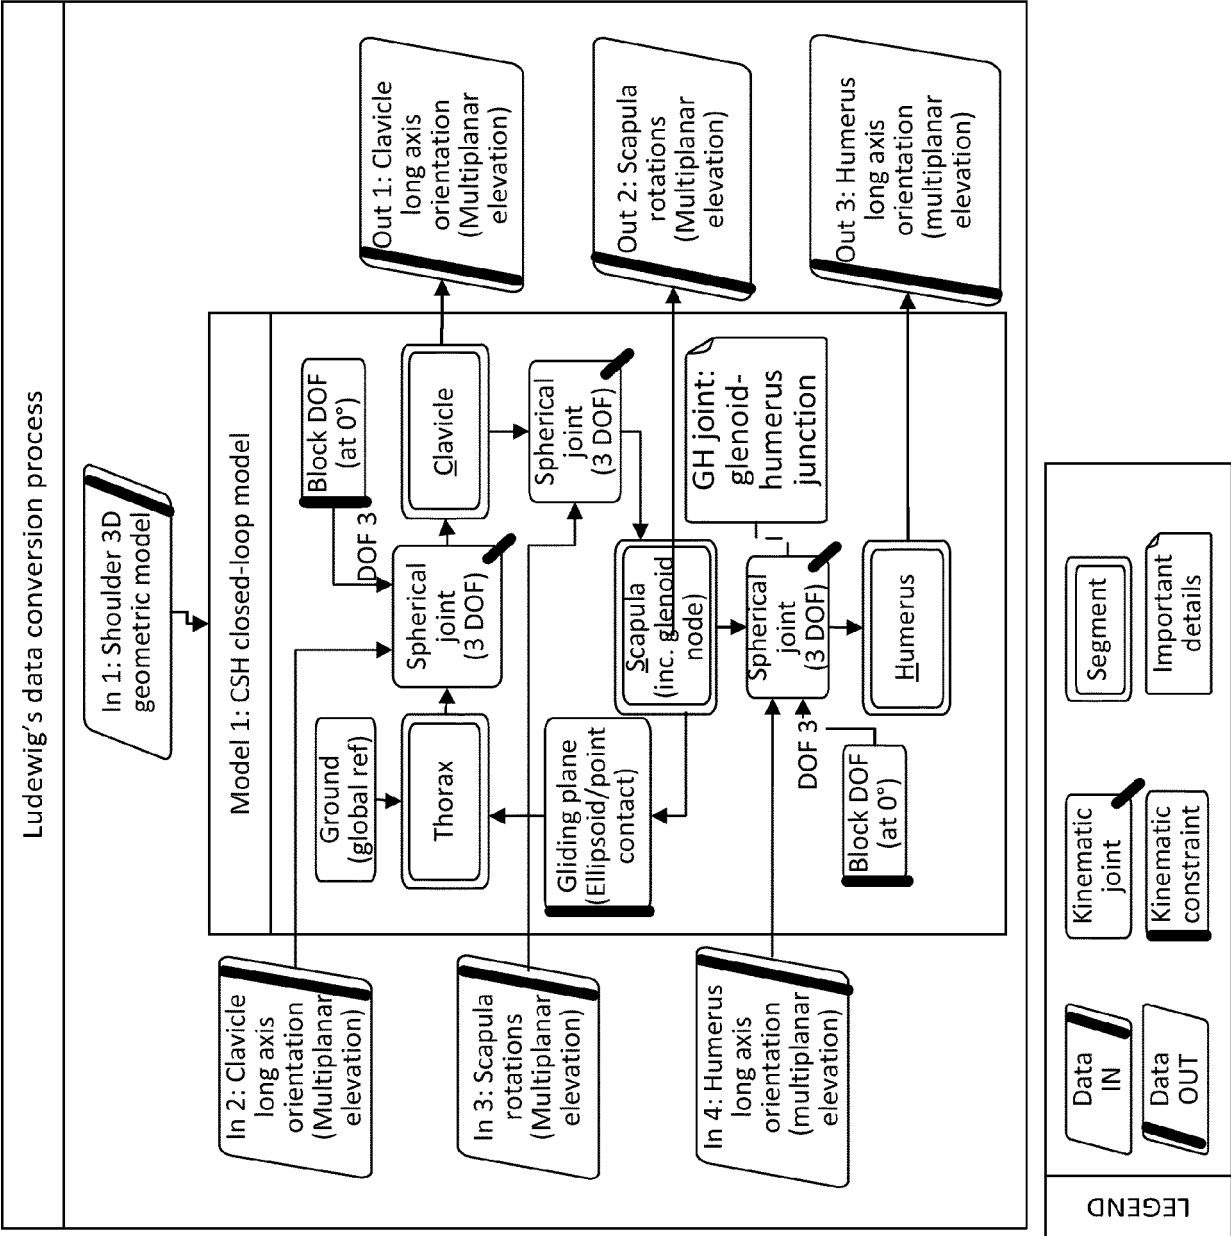 Ludewig's data conversion process
In 1: Shoulder 3D
geometric model
Model 1: CSH closed-loop model
In 2: Clavicle
long axis
orientation
(Multiplanar
elevation)
Ground
(global ref)
Block DOF
(at 0°)
DOF 3
Thorax
Spherical
joint
(3 DOF)
Clavicle
Out 1: Clavicle
long axis
orientation
(Multiplanar
elevation)
In 3: Scapula
rotations
(Multiplanar
elevation)
Gliding plane
(Ellipsoid/point
contact)
Spherical
joint
(3 DOF)
Scapula
(inc. glenoid
node)
Out 2: Scapula
rotations
(Multiplanar
elevation)
GH joint:
glenoid-
humerus
junction
In 4: Humerus
long axis
orientation
(multiplanar
elevation)
DOF 3
Block DOF
(at 0°)
Spherical
joint
(3 DOF)
Humerus
Out 3: Humerus
long axis
orientation
(multiplanar
elevation)
LEGEND
Data
IN
Data
OUT
Kinematic
joint
Kinematic
constraint
Segment
Important
details